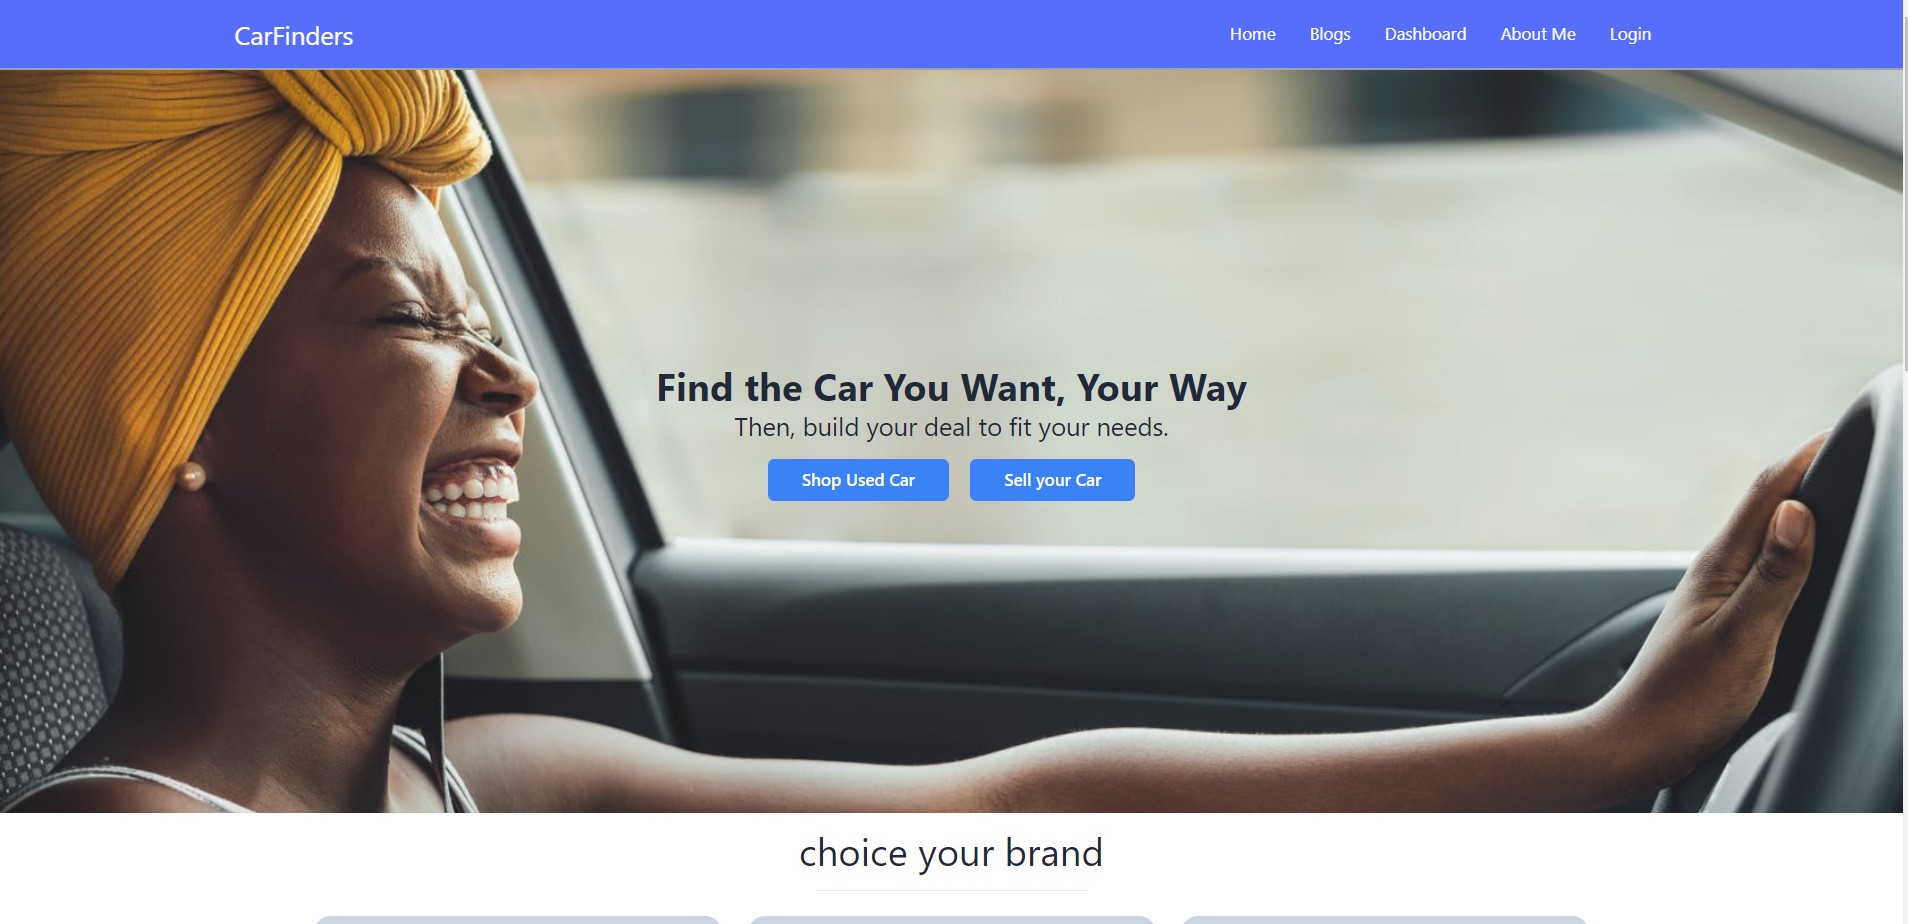 CarFinders
Home Blogs Dashboard About Me Login
Find the Car You Want, Your Way
Then, build your deal to fit your needs.
Shop Used Car Sell your Car
choice your brand